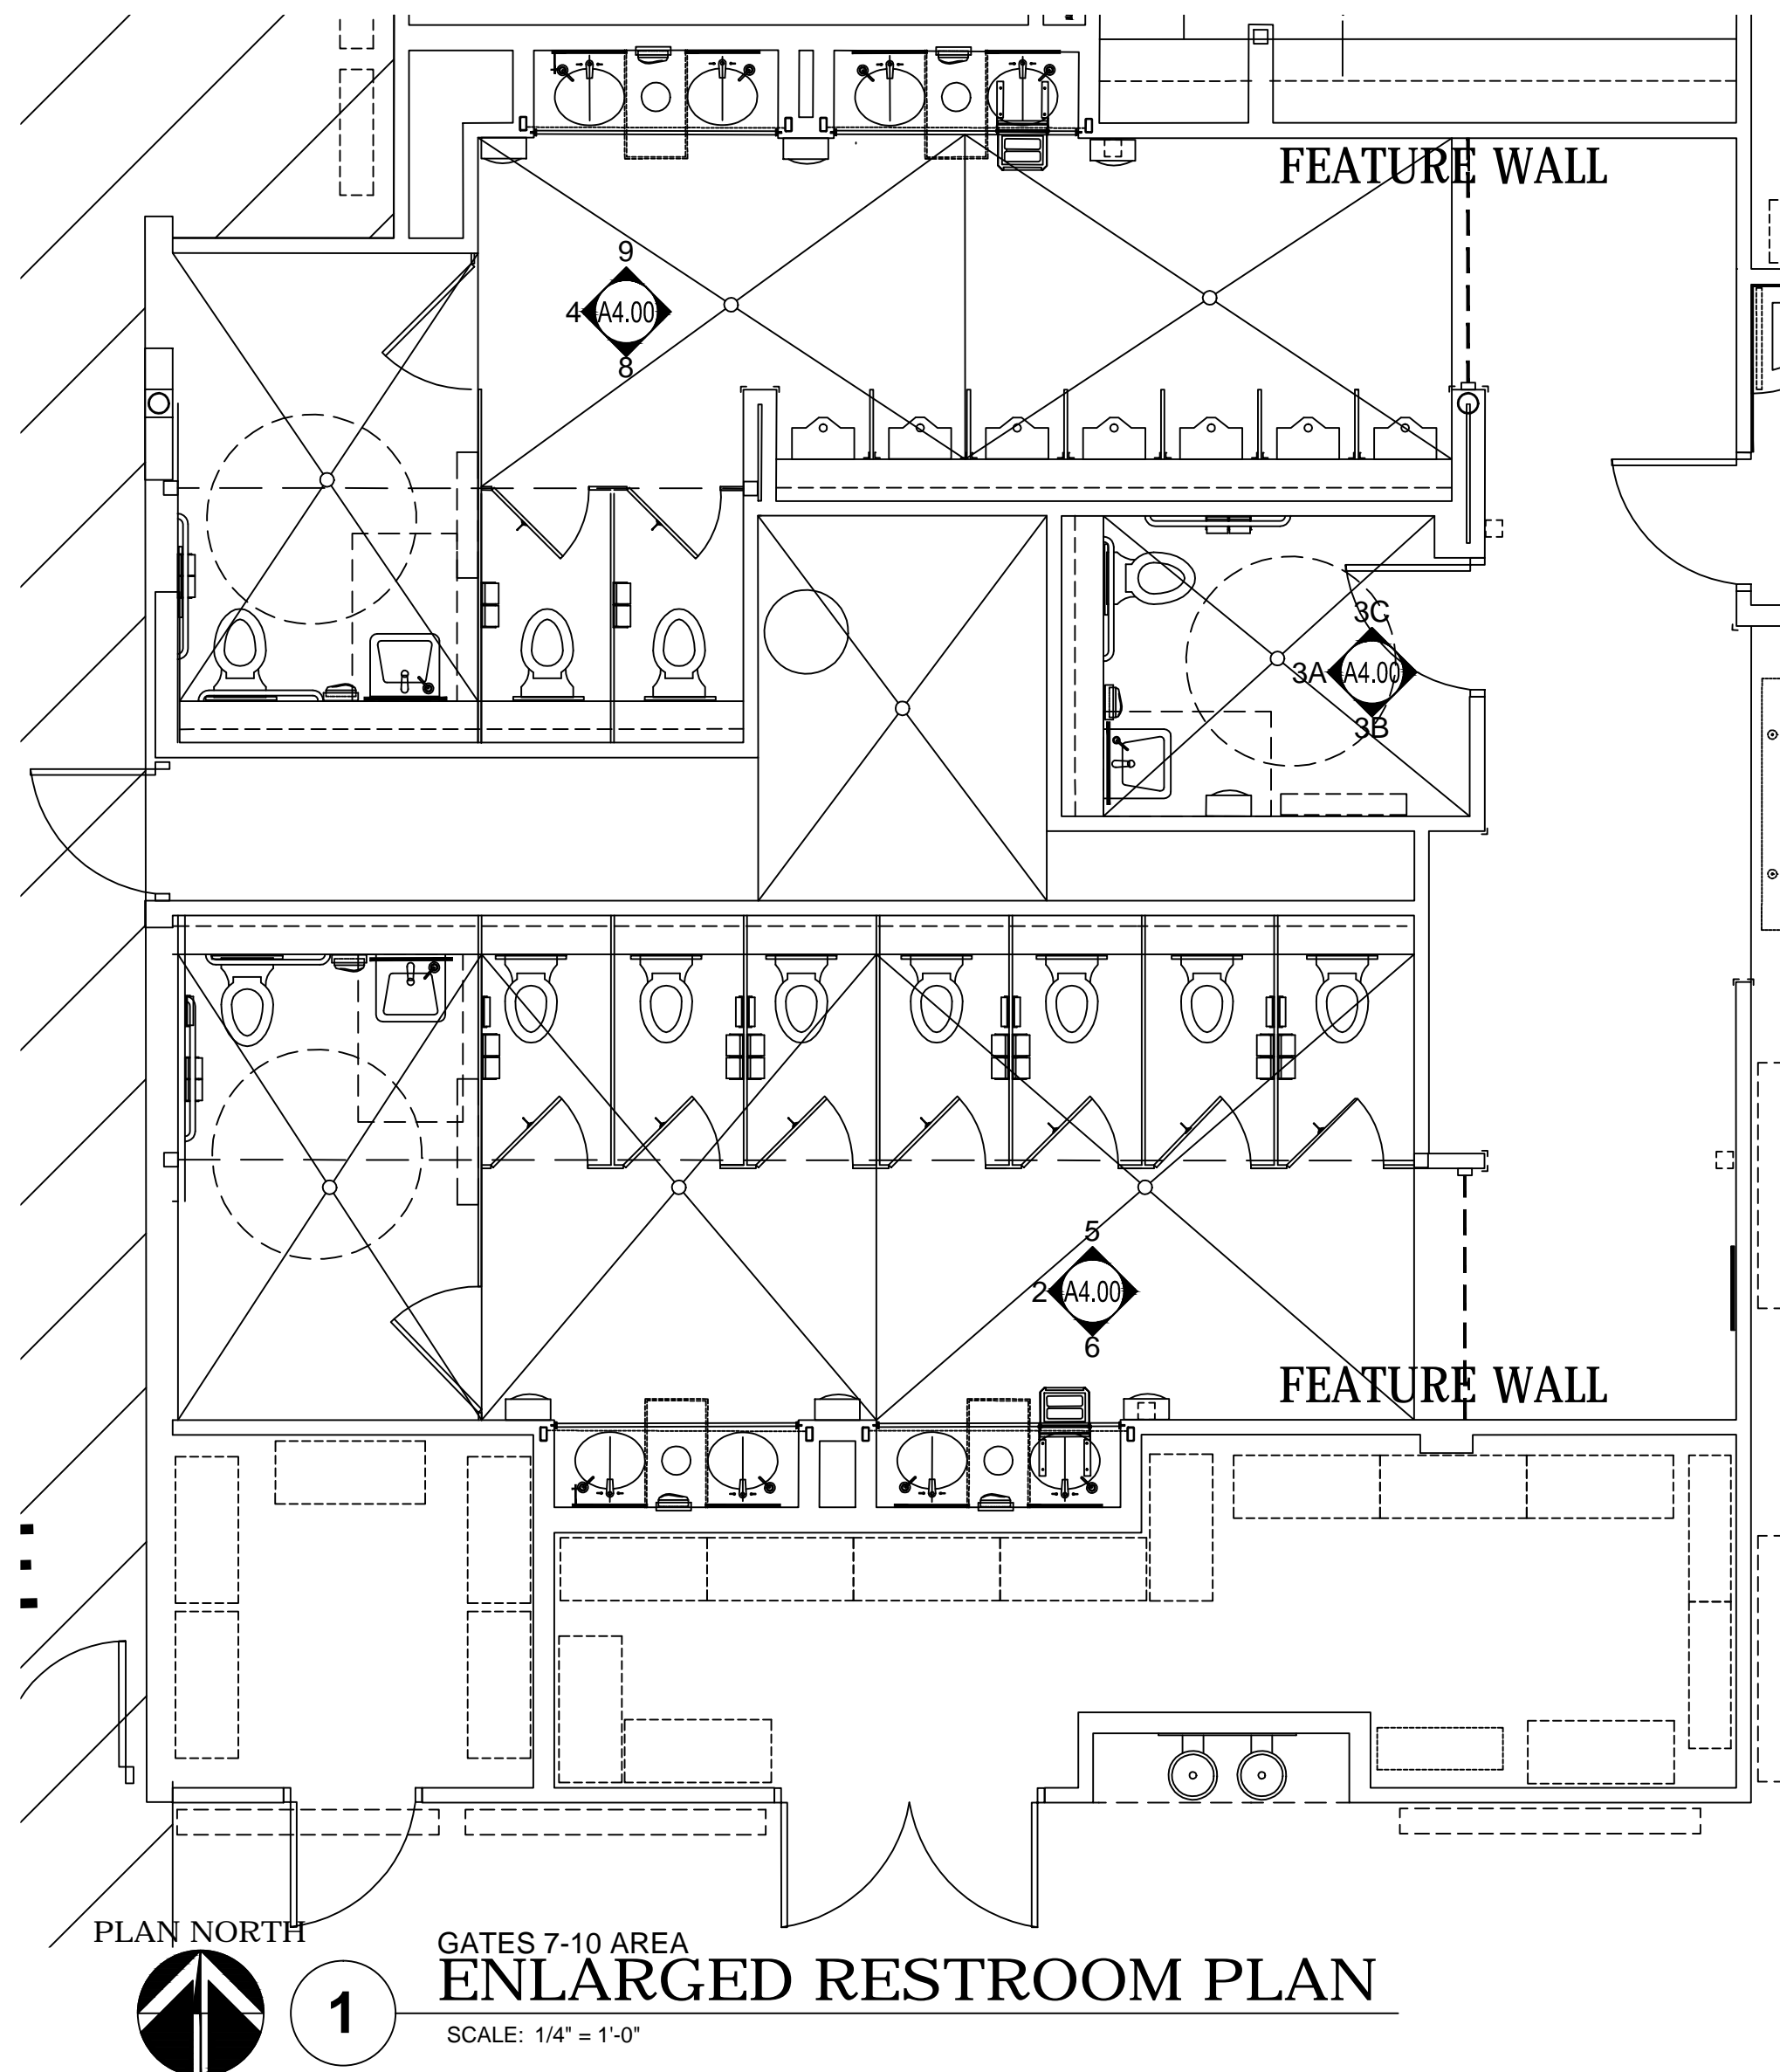 FEATURE WALL
9
4 A4.00
8
3C
3A A4.00
3B
5
2 A4.00
6
FEATURE WALL
PLAN NORTH
1
GATES 7-10 AREA
ENLARGED RESTROOM PLAN
SCALE: 1/4" = 1'-0"